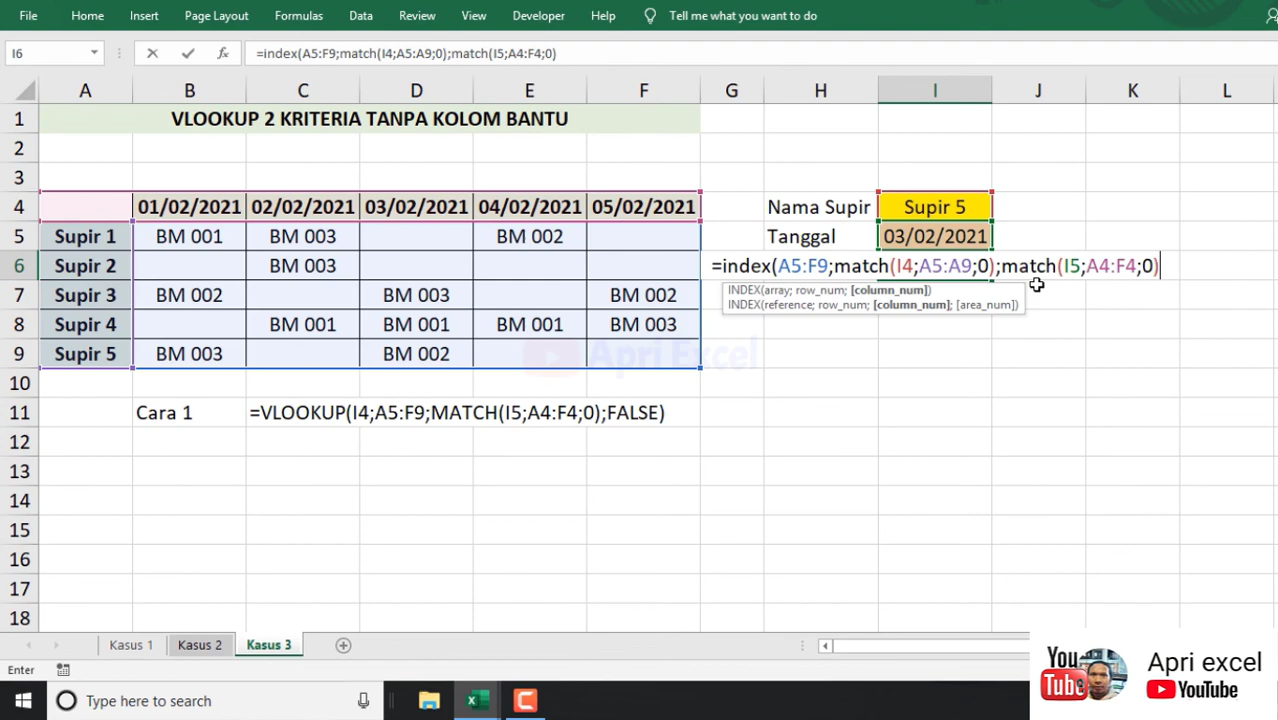 File Home Insert Page Layout Formulas Data Review View Developer Help Tell me what you want to do
I6 fx =index(A5:F9;match(I4;A5:A9;0);match(I5;A4:F4;0)
A B C D E F G H I J K L
1 VLOOKUP 2 KRITERIA TANPA KOLOM BANTU
2
3
4 01/02/2021 02/02/2021 03/02/2021 04/02/2021 05/02/2021 Nama Supir Supir 5
5 Supir 1 BM 001 BM 003 BM 002 Tanggal 03/02/2021
6 Supir 2 BM 003 =index(A5:F9;match(I4;A5:A9;0);match(I5;A4:F4;0)
INDEX(array; row_num; [column_num])
7 Supir 3 BM 002 BM 003 BM 002
INDEX(reference; row_num; [column_num]; [area_num])
8 Supir 4 BM 001 BM 001 BM 001 BM 003
9 Supir 5 BM 003 BM 002
Apri Excel
10
11 Cara 1 =VLOOKUP(I4;A5:F9;MATCH(I5;A4:F4;0);FALSE)
12
13
14
15
16
17
18
Kasus 1 Kasus 2 Kasus 3
Enter
Type here to search
You Tube
Apri excel
YouTube